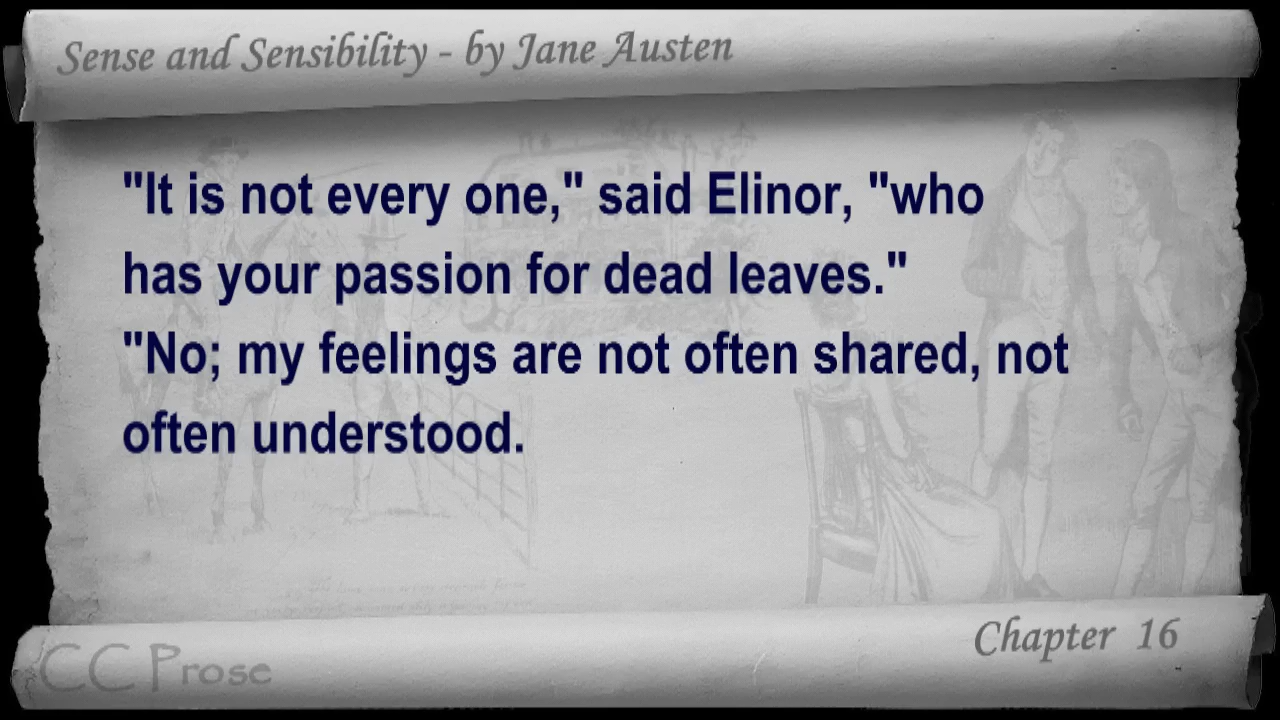 Sense and Sensibility - by Jane Austen
"It is not every one," said Elinor, "who
has your passion for dead leaves."
"No; my feelings are not often shared, not
often understood.
Chapter 16
CC Prose